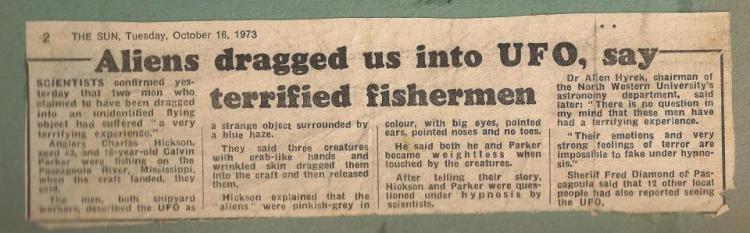 2 THE SUN, Tuesday, October 16, 1973
Aliens dragged us into UFO, say
terrified fishermen
SCIENTISTS confirmed yes-
terday that two men who
claimed to have been dragged
into an unidentified flying
object had suffered "a very
terrifying experience."
Anglers Charles Hickson,
aged 43, and 18-year-old Calvin
Parker were fishing on the
Pascagoula River, Mississippi,
when the craft landed, they
said.
The men, both shipyard
workers, described the UFO as
a strange object surrounded by
a blue haze.
They said three creatures
with crab-like hands and
wrinkled skin dragged them
into the craft and then released
them.
Hickson explained that the
"aliens" were pinkish-grey in
colour, with big eyes, pointed
ears, pointed noses and no toes.
He said both he and Parker
became weightless when
touched by the creatures.
After telling their story,
Hickson and Parker were ques-
tioned under hypnosis by
scientists.
Dr Allen Hyrek, chairman of
the North Western University's
astronomy department, said
later: "There is no question in
my mind that these men have
had a terrifying experience.
"Their emotions and very
strong feelings of terror are
impossible to fake under hypno-
sis."
Sheriff Fred Diamond of Pas-
cagoula said that 12 other local
people had also reported seeing
the UFO.